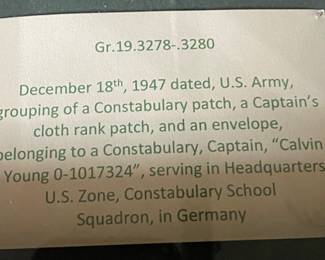 Gr.19.3278-.3280
December 18th, 1947 dated, U.S. Army,
grouping of a Constabulary patch, a Captain's
cloth rank patch, and an envelope,
belonging to a Constabulary, Captain, "Calvin
Young 0-1017324", serving in Headquarters
U.S. Zone, Constabulary School
Squadron, in Germany